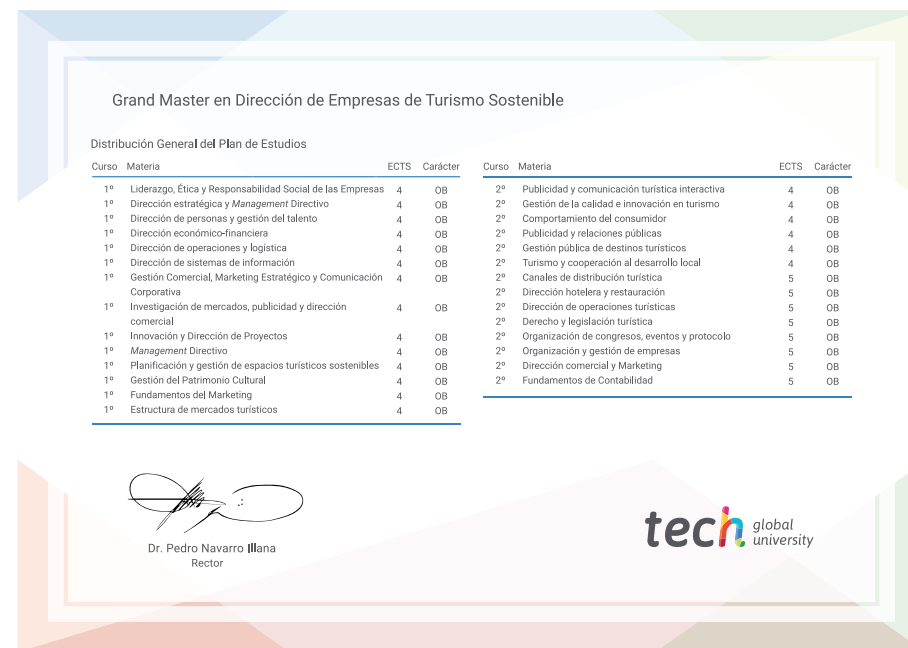 Grand Master en Dirección de Empresas de Turismo Sostenible
Distribución General del Plan de Estudios
Curso Materia ECTS Carácter
1º Liderazgo, Ética y Responsabilidad Social de las Empresas 4 OB
1º Dirección estratégica y Management Directivo 4 OB
1º Dirección de personas y gestión del talento 4 OB
1º Dirección económico-financiera 4 OB
1º Dirección de operaciones y logística 4 OB
1º Dirección de sistemas de información 4 OB
1º Gestión Comercial, Marketing Estratégico y Comunicación 4 OB
Corporativa
1º Investigación de mercados, publicidad y dirección 4 OB
comercial
1º Innovación y Dirección de Proyectos 4 OB
1º Management Directivo 4 OB
1º Planificación y gestión de espacios turísticos sostenibles 4 OB
1º Gestión del Patrimonio Cultural 4 OB
1º Fundamentos del Marketing 4 OB
1º Estructura de mercados turísticos 4 OB
Curso Materia ECTS Carácter
2º Publicidad y comunicación turística interactiva 4 OB
2º Gestión de la calidad e innovación en turismo 4 OB
2º Comportamiento del consumidor 4 OB
2º Publicidad y relaciones públicas 4 OB
2º Gestión pública de destinos turísticos 4 OB
2º Turismo y cooperación al desarrollo local 4 OB
2º Canales de distribución turística 5 OB
2º Dirección hotelera y restauración 5 OB
2º Dirección de operaciones turísticas 5 OB
2º Derecho y legislación turística 5 OB
2º Organización de congresos, eventos y protocolo 5 OB
2º Organización y gestión de empresas 5 OB
2º Dirección comercial y Marketing 5 OB
2º Fundamentos de Contabilidad 5 OB
Dr. Pedro Navarro Illana
Rector
tech global
university